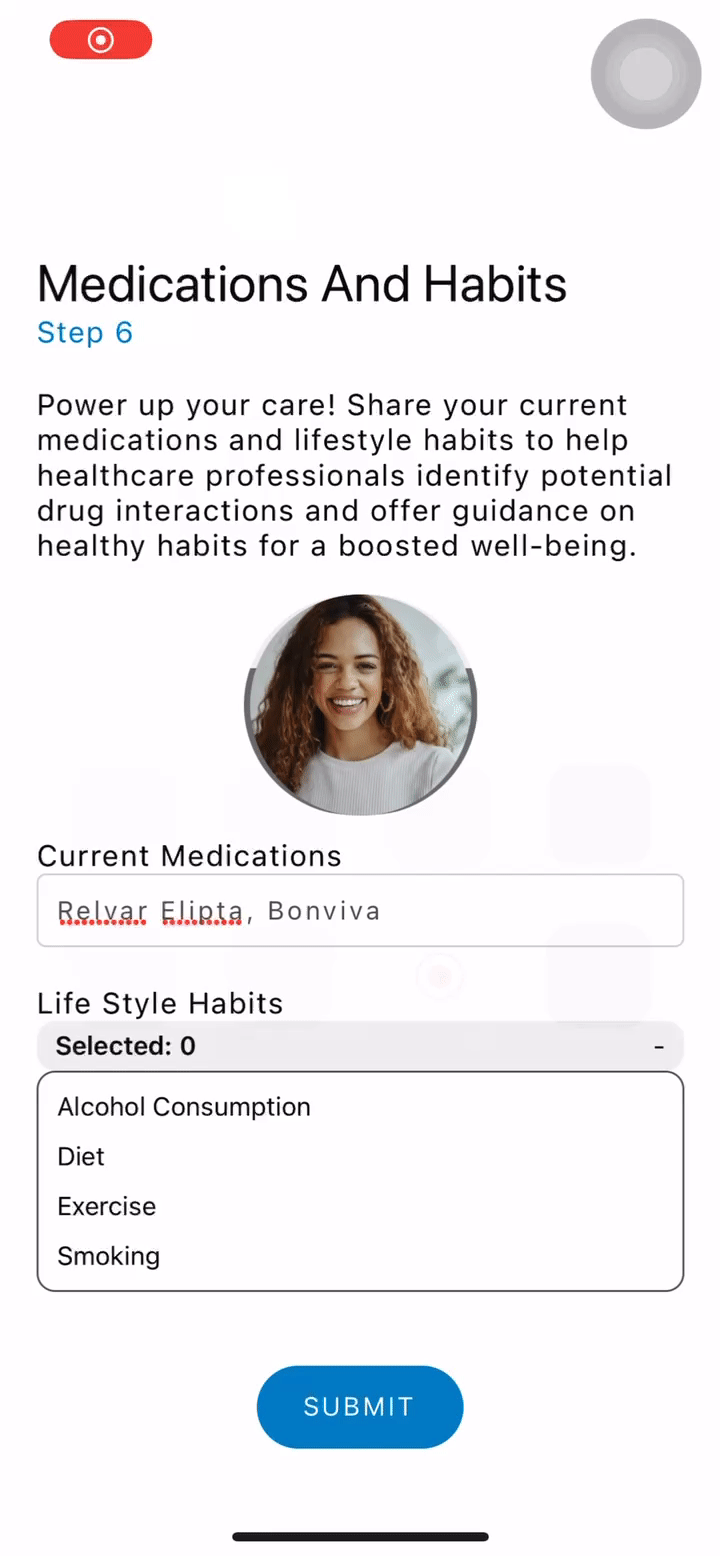 Medications And Habits
Step 6
Power up your care! Share your current
medications and lifestyle habits to help
healthcare professionals identify potential
drug interactions and offer guidance on
healthy habits for a boosted well-being.
Current Medications
Relvar Elipta, Bonviva
Life Style Habits
Selected: 0 -
Alcohol Consumption
Diet
Exercise
Smoking
SUBMIT